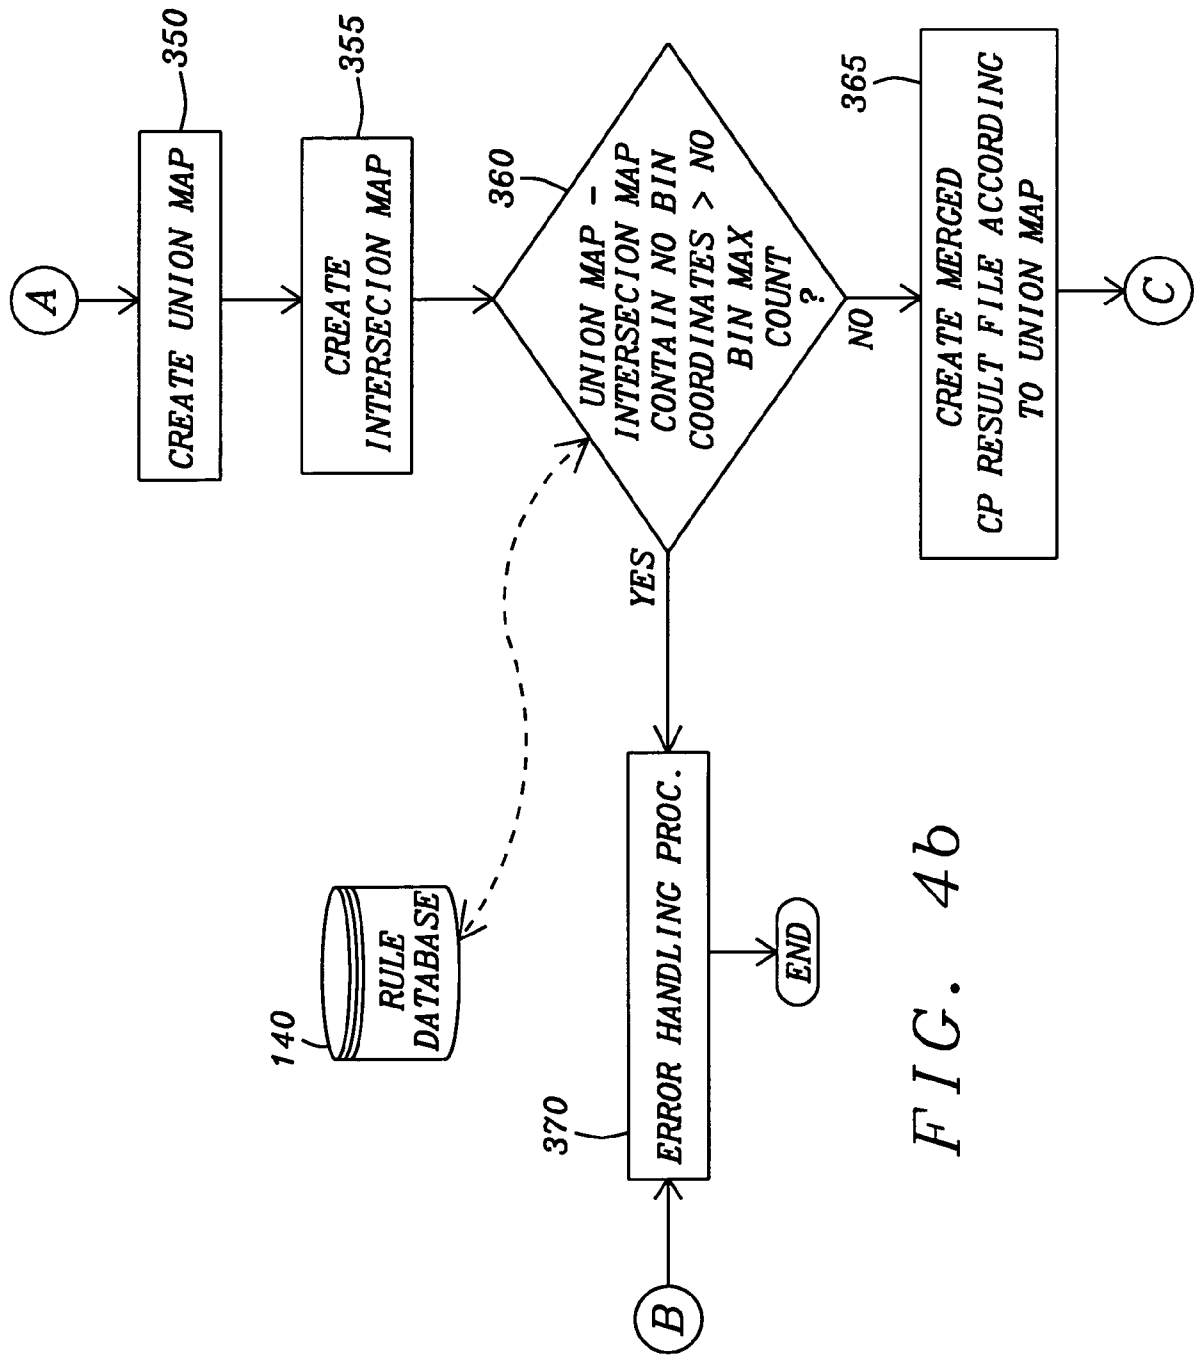 A
350
CREATE UNION MAP
355
CREATE
INTERSECION MAP
360
UNION MAP -
INTERSECION MAP
CONTAIN NO BIN
COORDINATES > NO
BIN MAX
COUNT
?
YES
NO
365
CREATE MERGED
CP RESULT FILE ACCORDING
TO UNION MAP
C
140
RULE
DATABASE
370
ERROR HANDLING PROC.
END
B
FIG. 4b